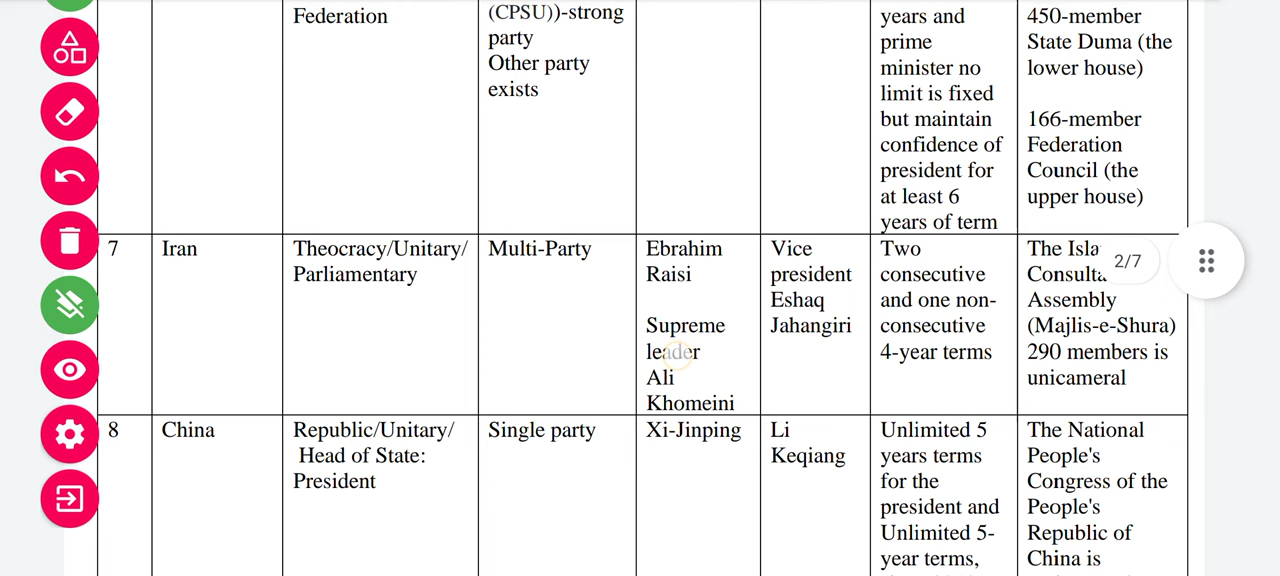 Federation
(CPSU))-strong
party
Other party
exists
years and
prime
minister no
limit is fixed
but maintain
confidence of
president for
at least 6
years of term
450-member
State Duma (the
lower house)
166-member
Federation
Council (the
upper house)
7
Iran
Theocracy/Unitary/
Parliamentary
Multi-Party
Ebrahim
Raisi
Supreme
leader
Ali
Khomeini
Vice
president
Eshaq
Jahangiri
Two
consecutive
and one non-
consecutive
4-year terms
The
Assembly
(Majlis-e-Shura)
290 members is
unicameral
2/7
8
China
Republic/Unitary/
Head of State:
President
Single party
Xi-Jinping
Li
Keqiang
Unlimited 5
years terms
for the
president and
Unlimited 5-
year terms,
The National
People's
Congress of the
People's
Republic of
China is